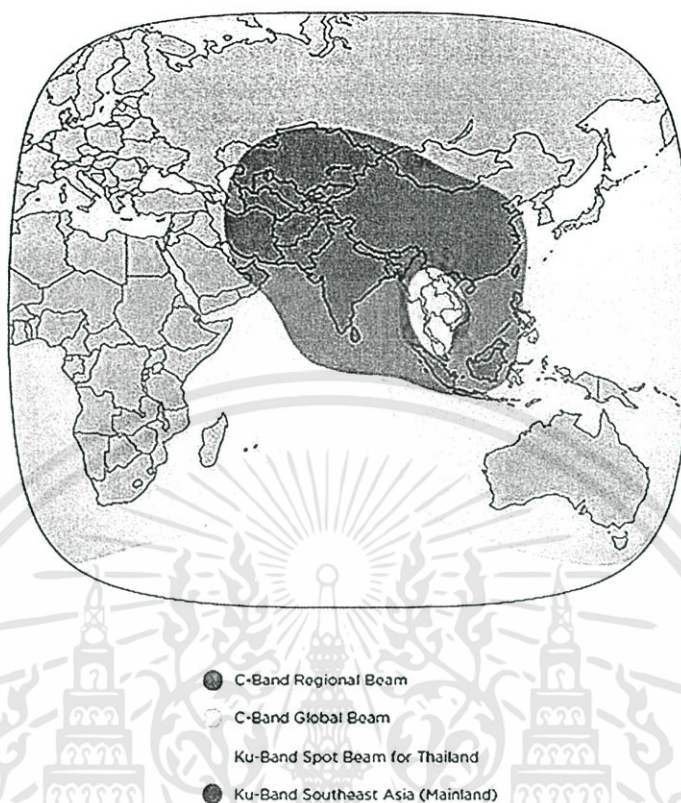 C-Band Regional Beam
C-Band Global Beam
Ku-Band Spot Beam for Thailand
Ku-Band Southeast Asia (Mainland)